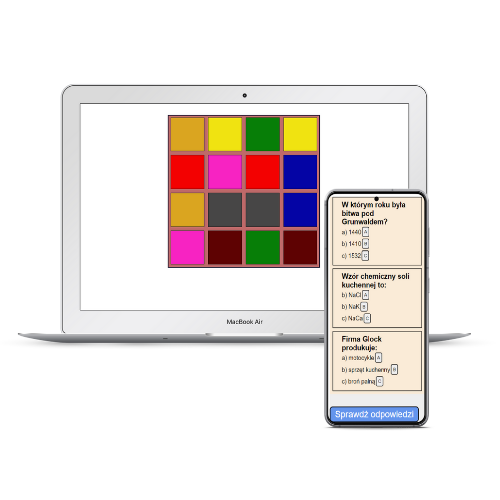 MacBook Air
W którym roku była
bitwa pod
Grunwaldem?
a) 1440 A
b) 1410 B
c) 1532 C
Wzór chemiczny soli
kuchennej to:
b) NaCl A
b) NaK B
c) NaCa C
Firma Glock
produkuje:
a) motocykle A
b) sprzęt kuchenny B
c) broń palną C
Sprawdź odpowiedzi